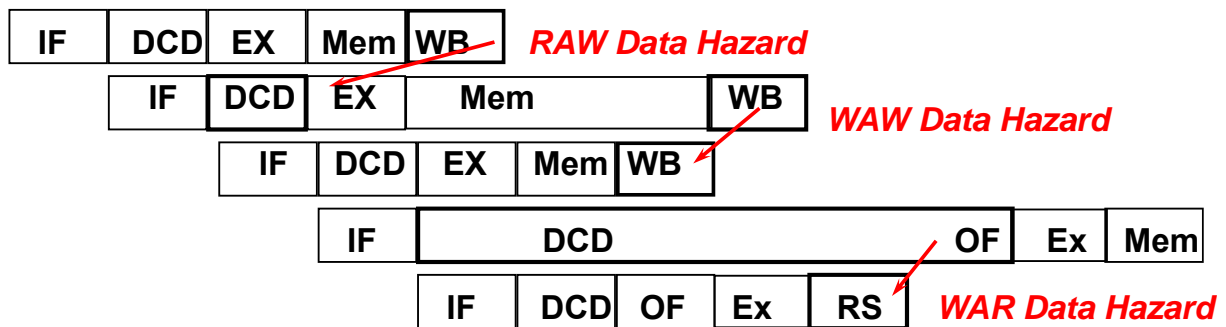 IF DCD EX Mem WB RAW Data Hazard
IF DCD EX Mem WB
WAW Data Hazard
IF DCD EX Mem WB
IF DCD OF Ex Mem
IF DCD OF Ex RS WAR Data Hazard